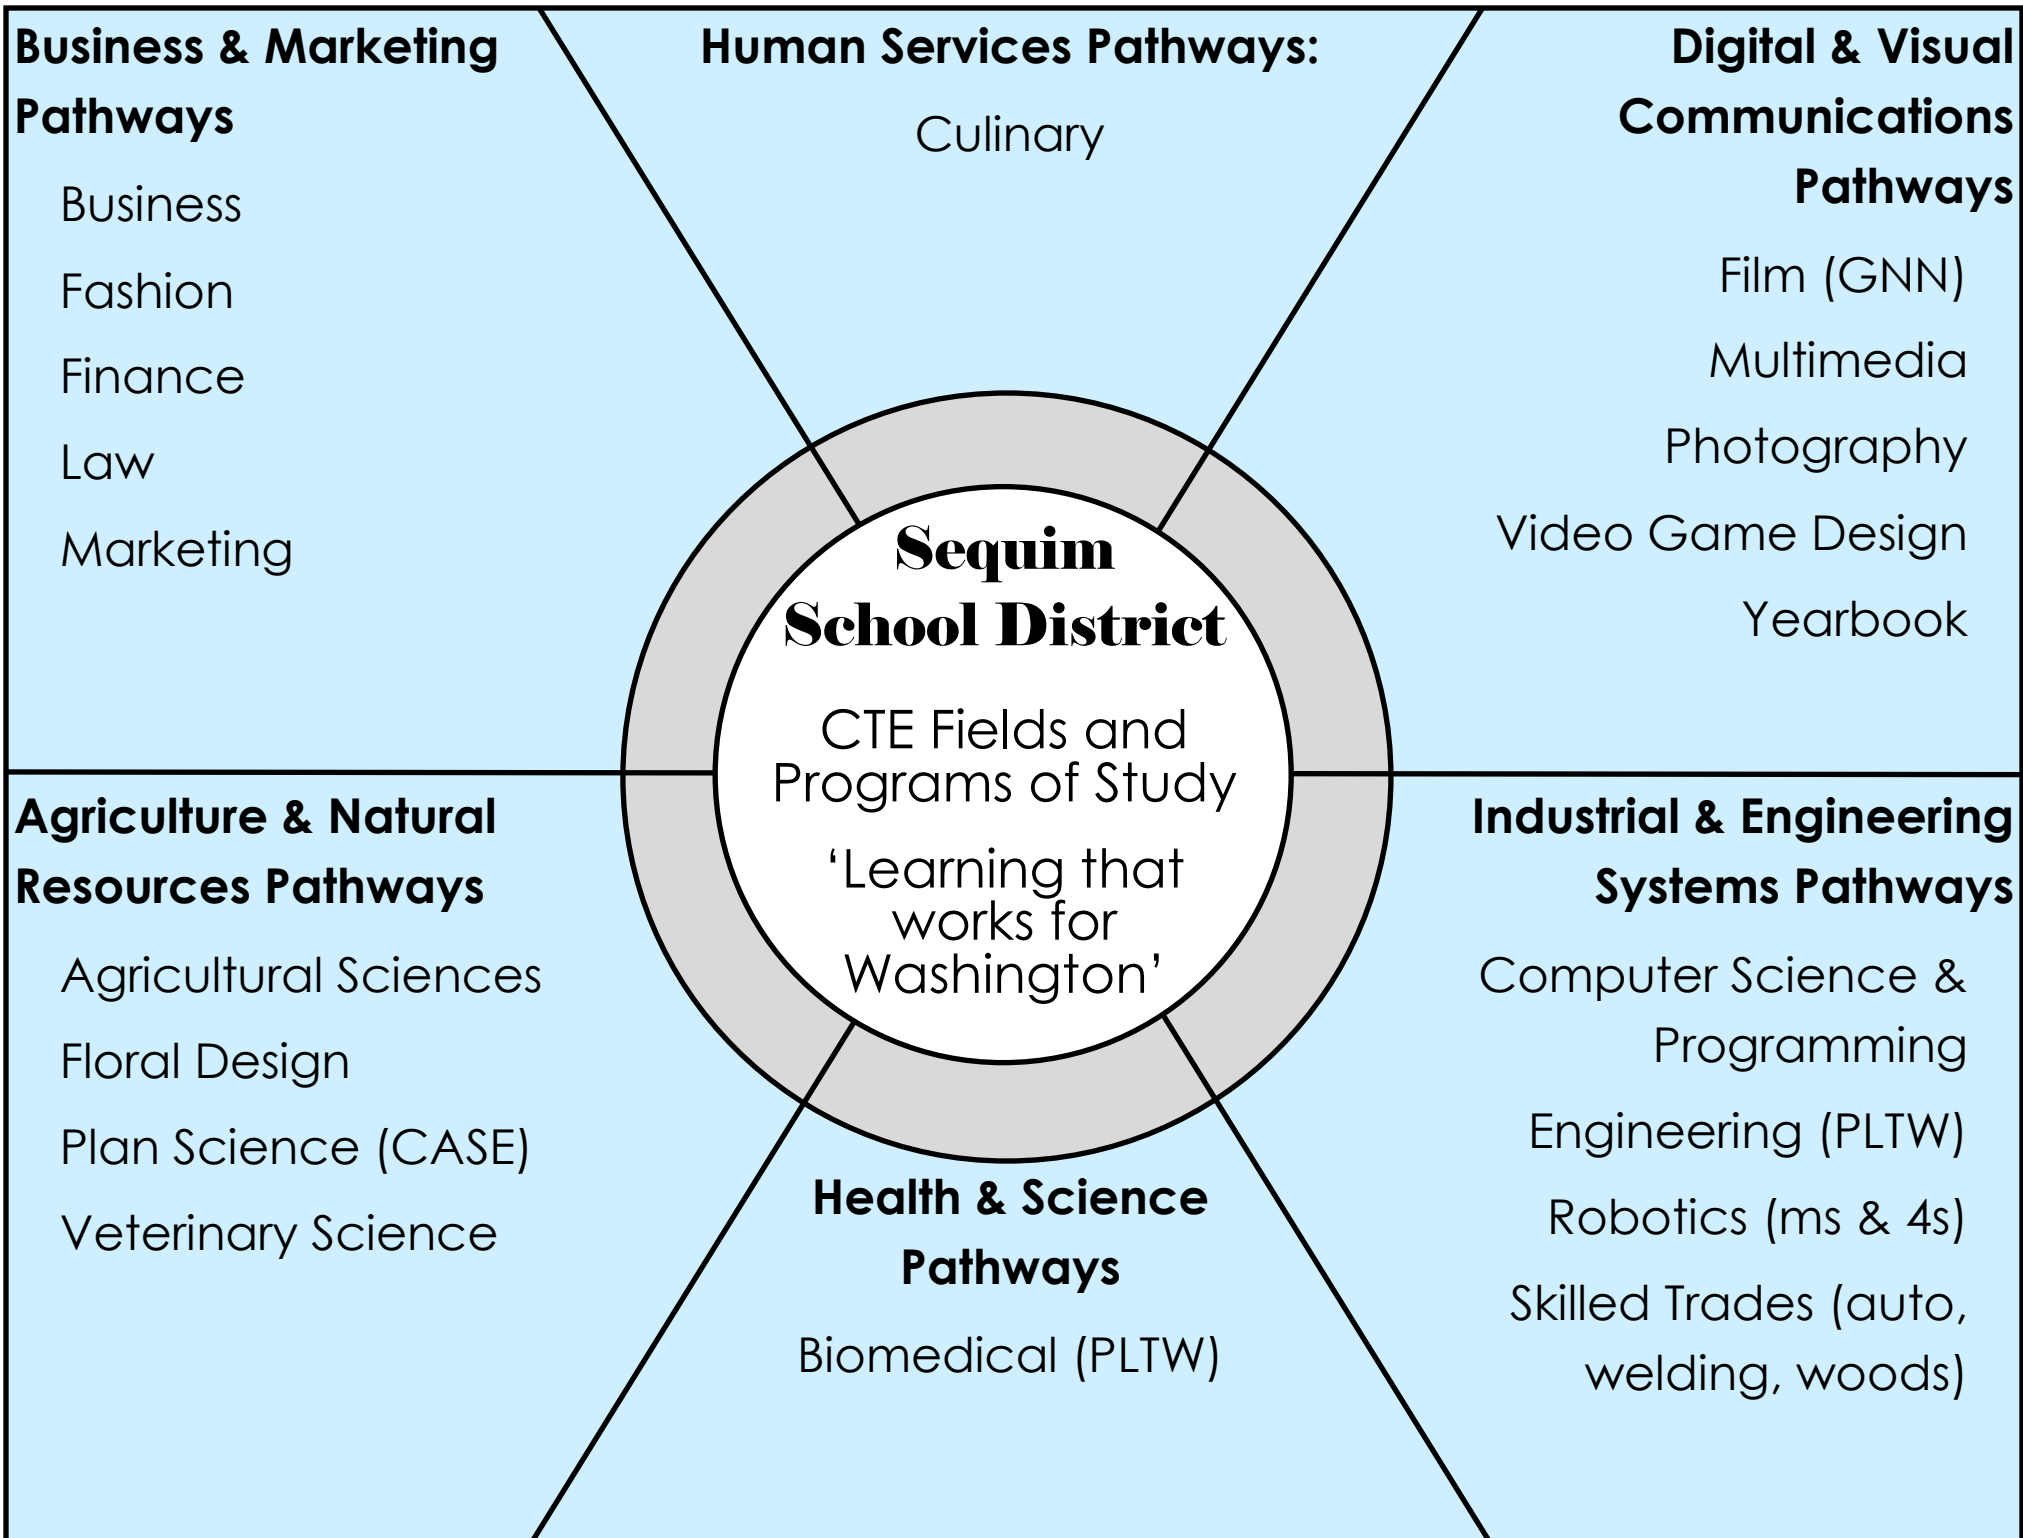 Business & Marketing
Pathways
Business
Fashion
Finance
Law
Marketing
Human Services Pathways:
Culinary
Digital & Visual
Communications
Pathways
Film (GNN)
Multimedia
Photography
Video Game Design
Yearbook
Sequim
School District
CTE Fields and
Programs of Study
‘Learning that
works for
Washington’
Agriculture & Natural
Resources Pathways
Agricultural Sciences
Floral Design
Plan Science (CASE)
Veterinary Science
Health & Science
Pathways
Biomedical (PLTW)
Industrial & Engineering
Systems Pathways
Computer Science &
Programming
Engineering (PLTW)
Robotics (ms & 4s)
Skilled Trades (auto,
welding, woods)